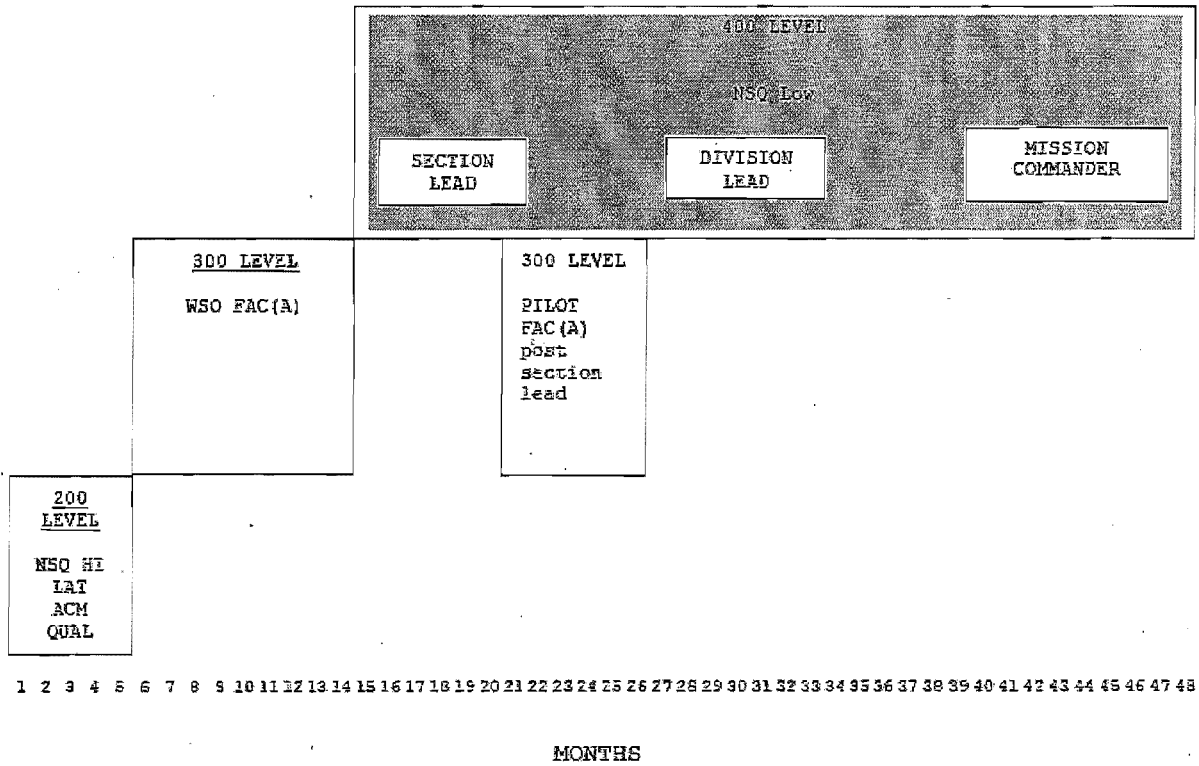 400 LEVEL
NSQ Low
SECTION
LEAD
DIVISION
LEAD
MISSION
COMMANDER
300 LEVEL
WSO FAC(A)
300 LEVEL
PILOT
FAC(A)
post
section
lead
200
LEVEL
NSQ HI
LAT
ACM
QUAL
1 2 3 4 5 6 7 8 9 10 11 12 13 14 15 16 17 18 19 20 21 22 23 24 25 26 27 28 29 30 31 32 33 34 35 36 37 38 39 40 41 42 43 44 45 46 47 48
MONTHS